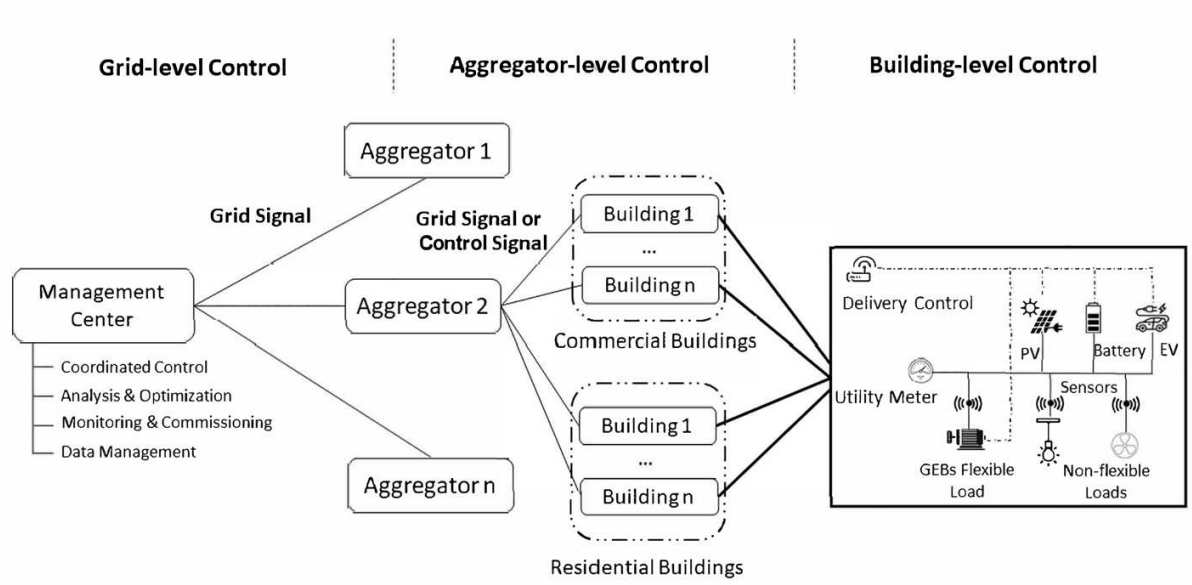 Grid-level Control
Aggregator-level Control
Building-level Control
Aggregator 1
Grid Signal
Grid Signal or
Control Signal
Building 1
...
Building n
Commercial Buildings
Management
Center
Coordinated Control
Analysis & Optimization
Monitoring & Commissioning
Data Management
Aggregator 2
Building 1
...
Building n
Residential Buildings
Aggregator n
Delivery Control
PV
Battery
EV
Utility Meter
Sensors
GEBs Flexible
Load
Non-flexible
Loads